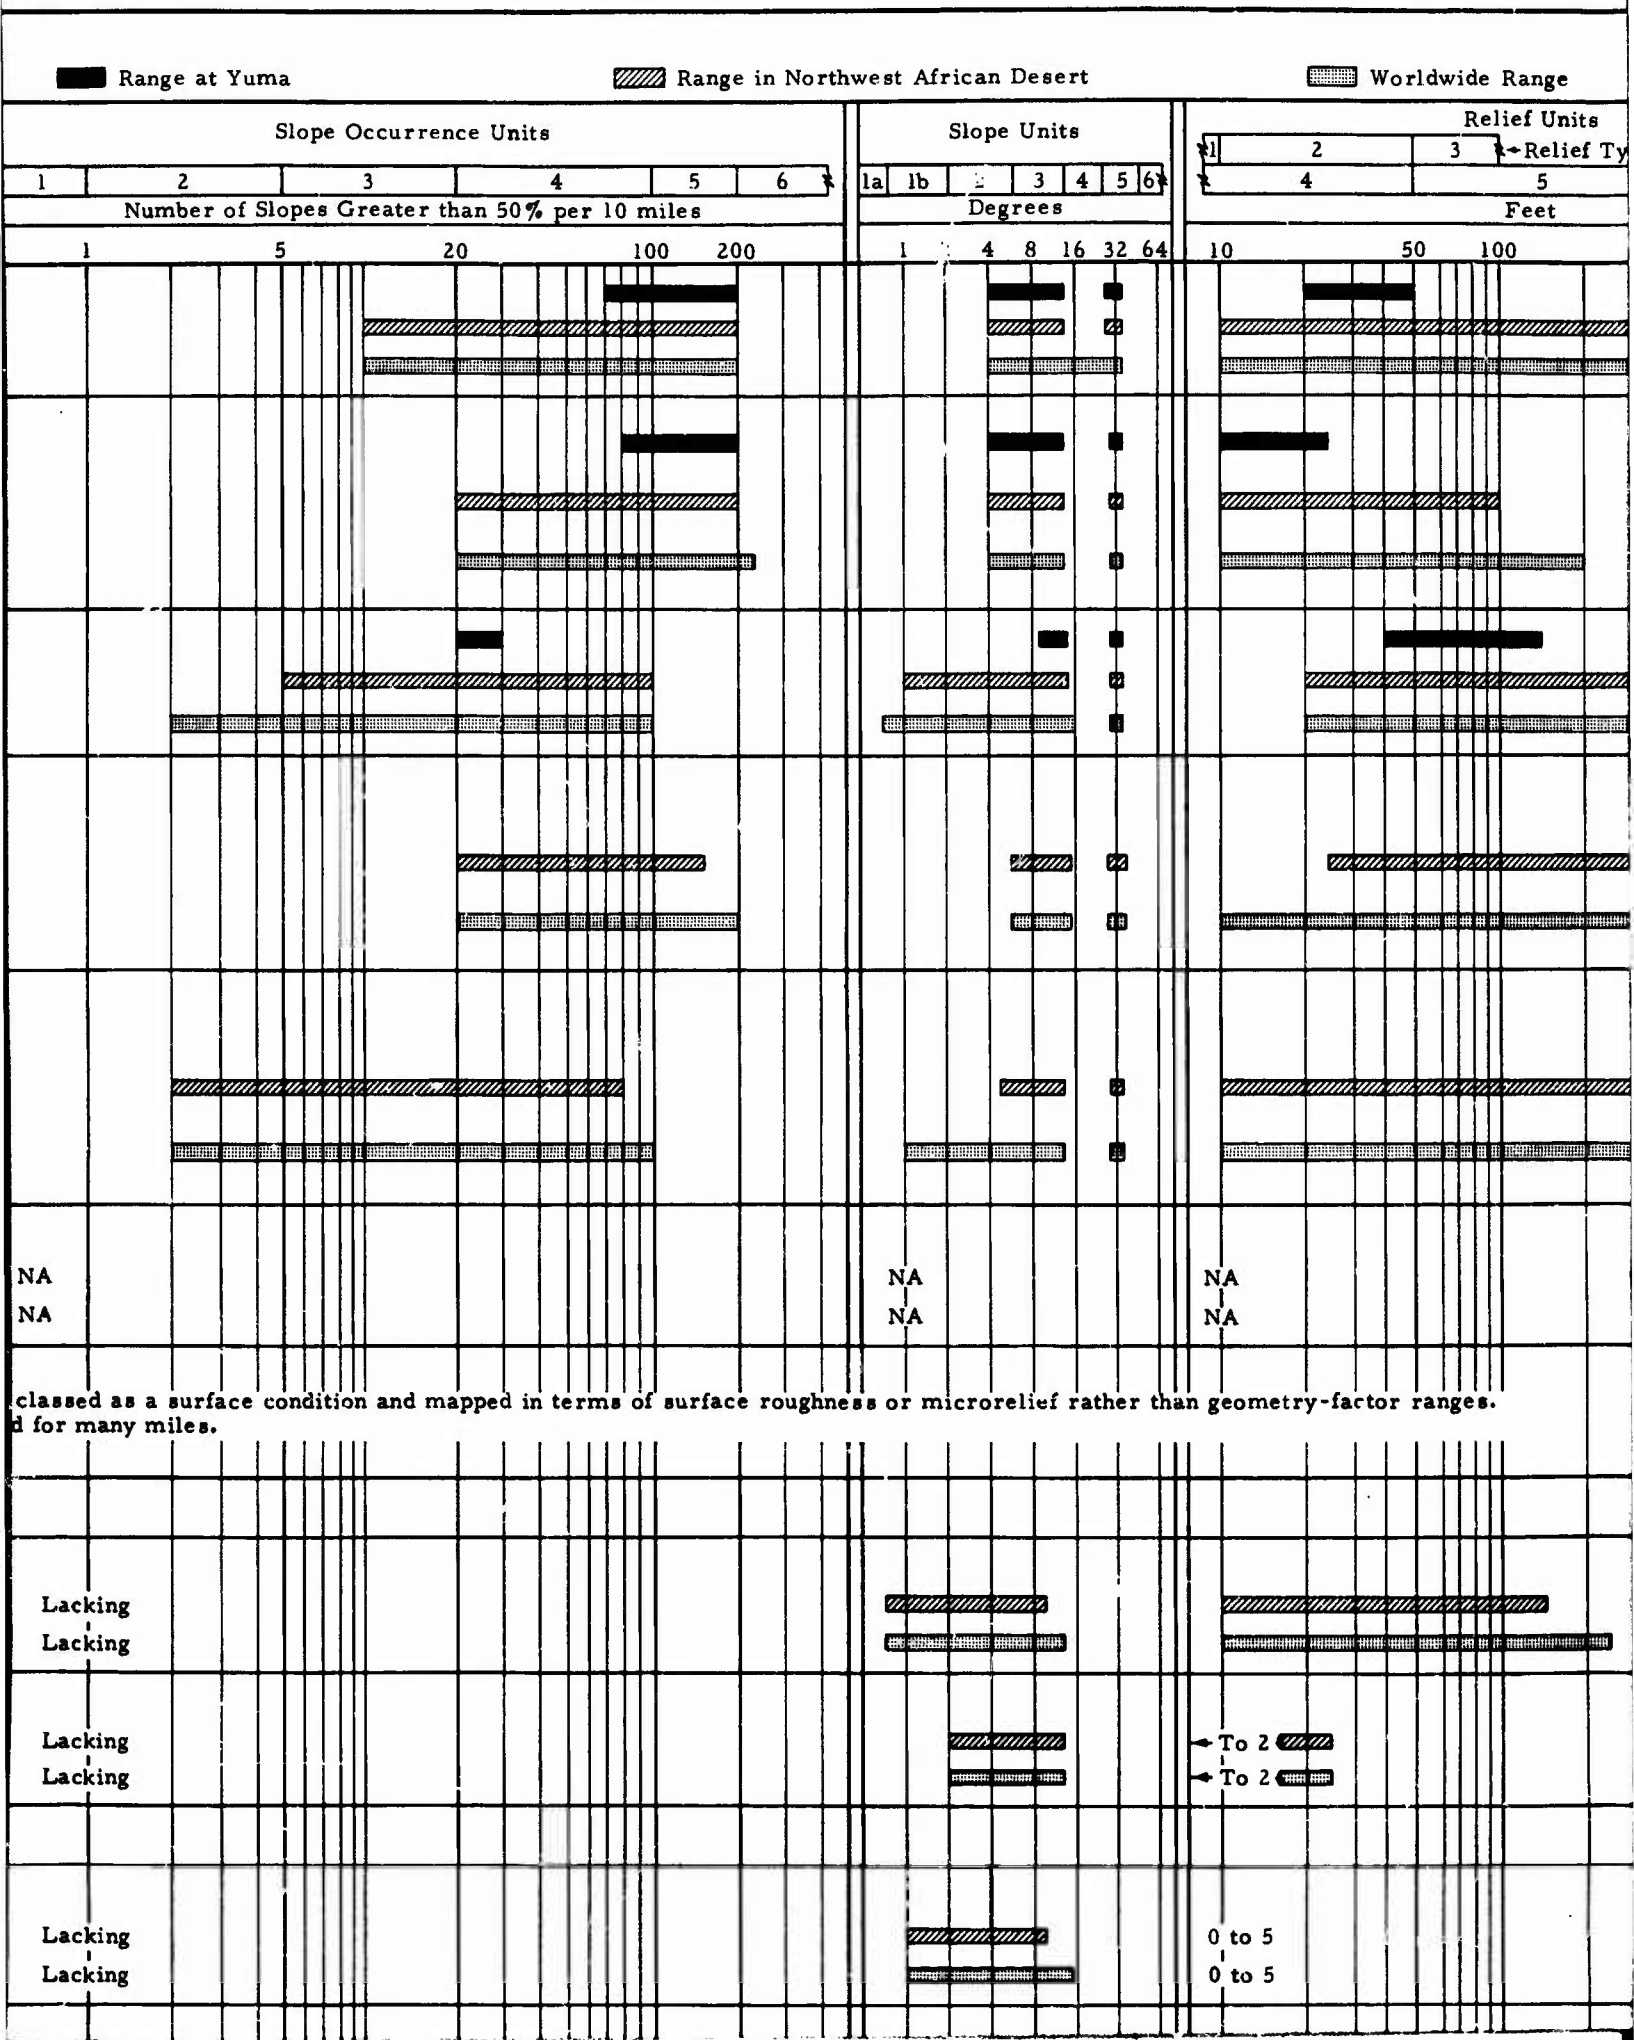 Range at Yuma Range in Northwest African Desert Worldwide Range
Slope Occurrence Units Slope Units Relief Units
1 2 3 ←Relief Ty
1 2 3 4 5 6 1a 1b 3 4 5 6 4 5
Number of Slopes Greater than 50% per 10 miles Degrees Feet
1 5 20 100 200 1 4 8 16 32 64 10 50 100
NA NA NA
NA NA NA
classed as a surface condition and mapped in terms of surface roughness or microrelief rather than geometry-factor ranges.
d for many miles.
Lacking
Lacking
Lacking ← To 2
Lacking ← To 2
Lacking 0 to 5
Lacking 0 to 5